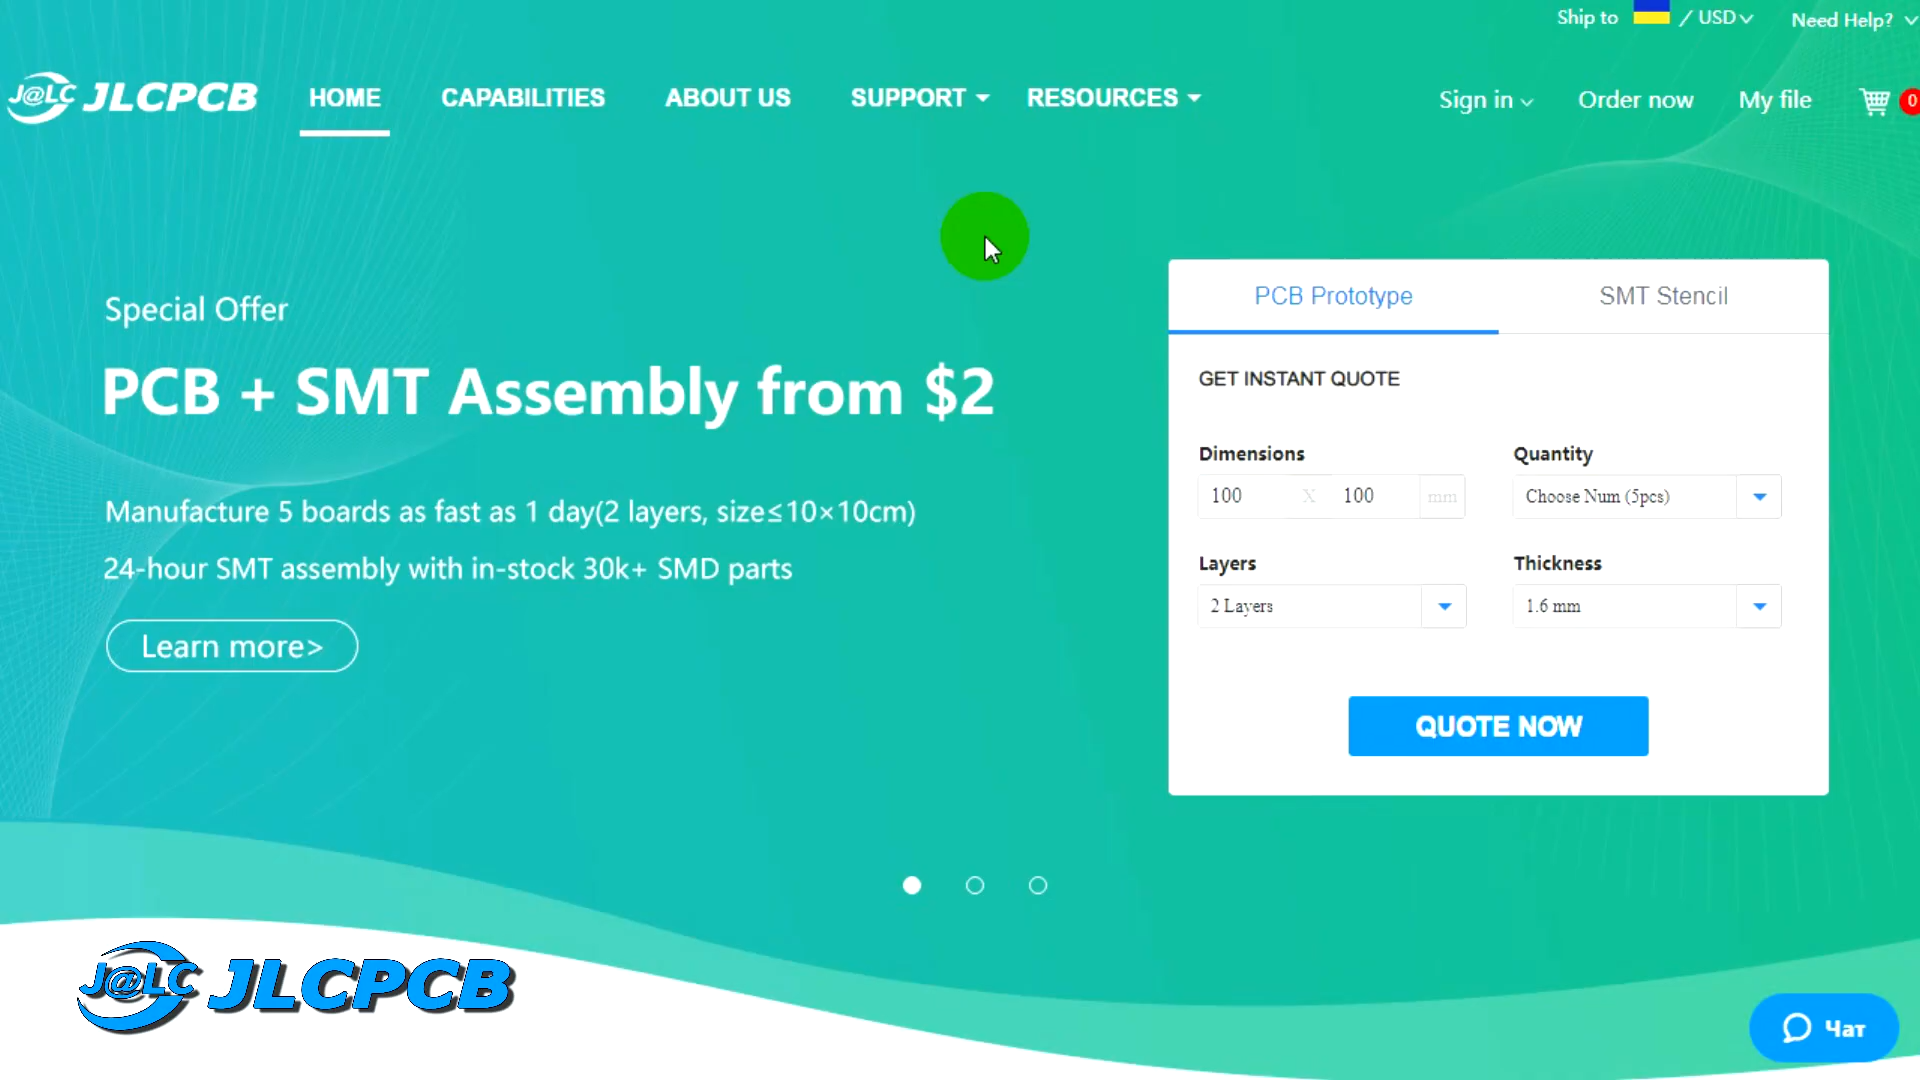 Ship to / USD Need Help?
J@LC JLCPCB HOME CAPABILITIES ABOUT US SUPPORT RESOURCES Sign in Order now My file 0
Special Offer
PCB + SMT Assembly from $2
Manufacture 5 boards as fast as 1 day(2 layers, size≤10×10cm)
24-hour SMT assembly with in-stock 30k+ SMD parts
Learn more>
PCB Prototype SMT Stencil
GET INSTANT QUOTE
Dimensions Quantity
100 X 100 mm Choose Num (5pcs)
Layers Thickness
2 Layers 1.6 mm
QUOTE NOW
J@LC JLCPCB
Чат